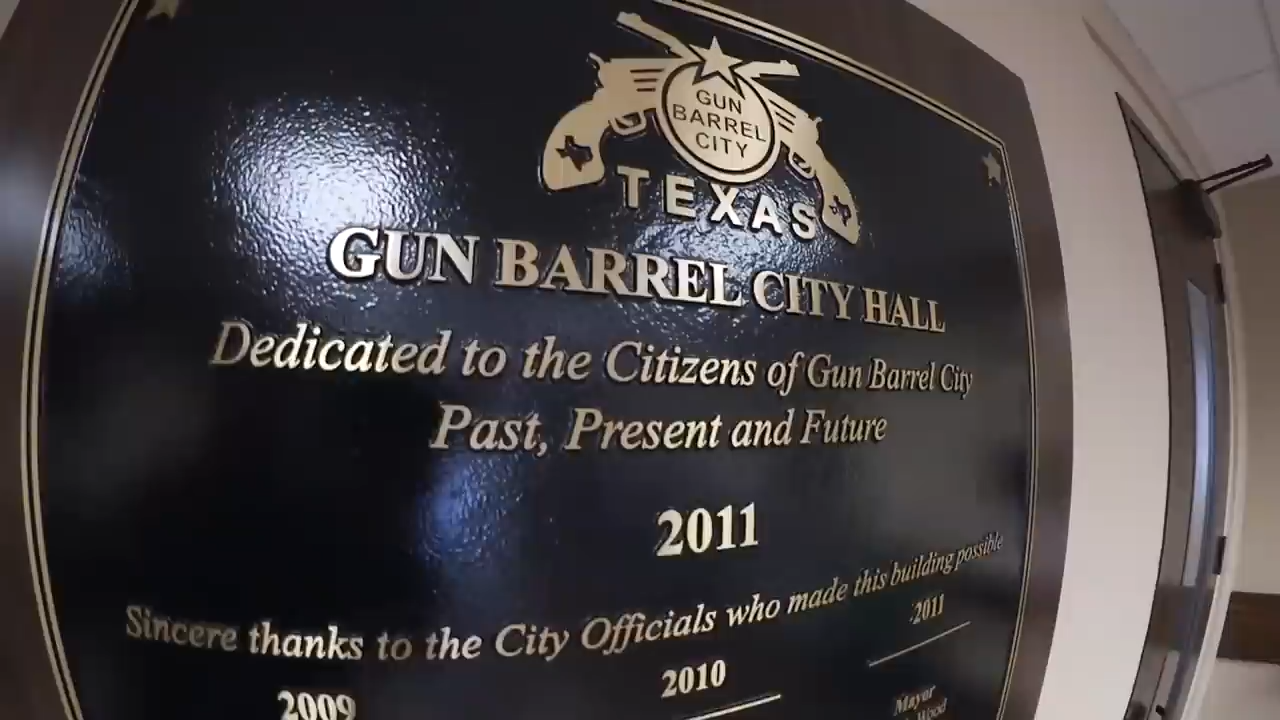 GUN
BARREL
CITY
TEXAS
GUN BARREL CITY HALL
Dedicated to the Citizens of Gun Barrel City
Past, Present and Future
2011
Sincere thanks to the City Officials who made this building possible
2009 2010 2011
Mayor
Wood